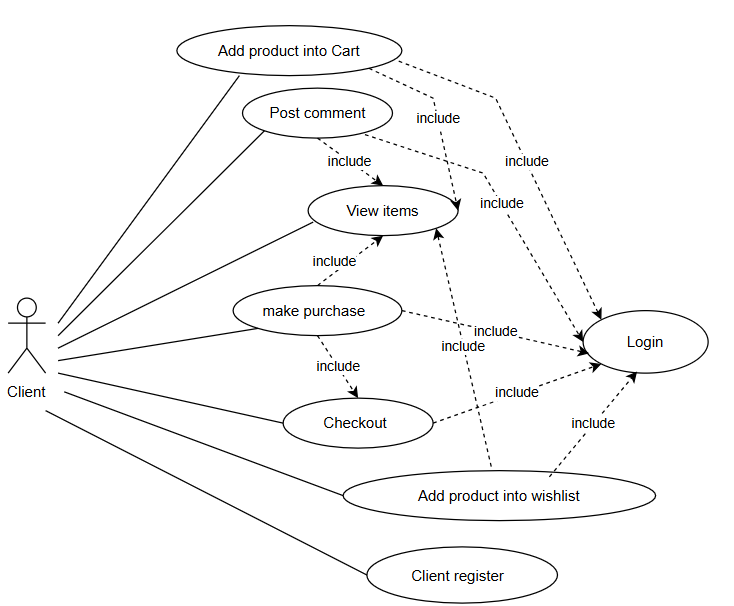 Add product into Cart
Post comment
include
include
include
include
View items
include
make purchase
include
include
Login
include
Client
include
Checkout
include
Add product into wishlist
Client register